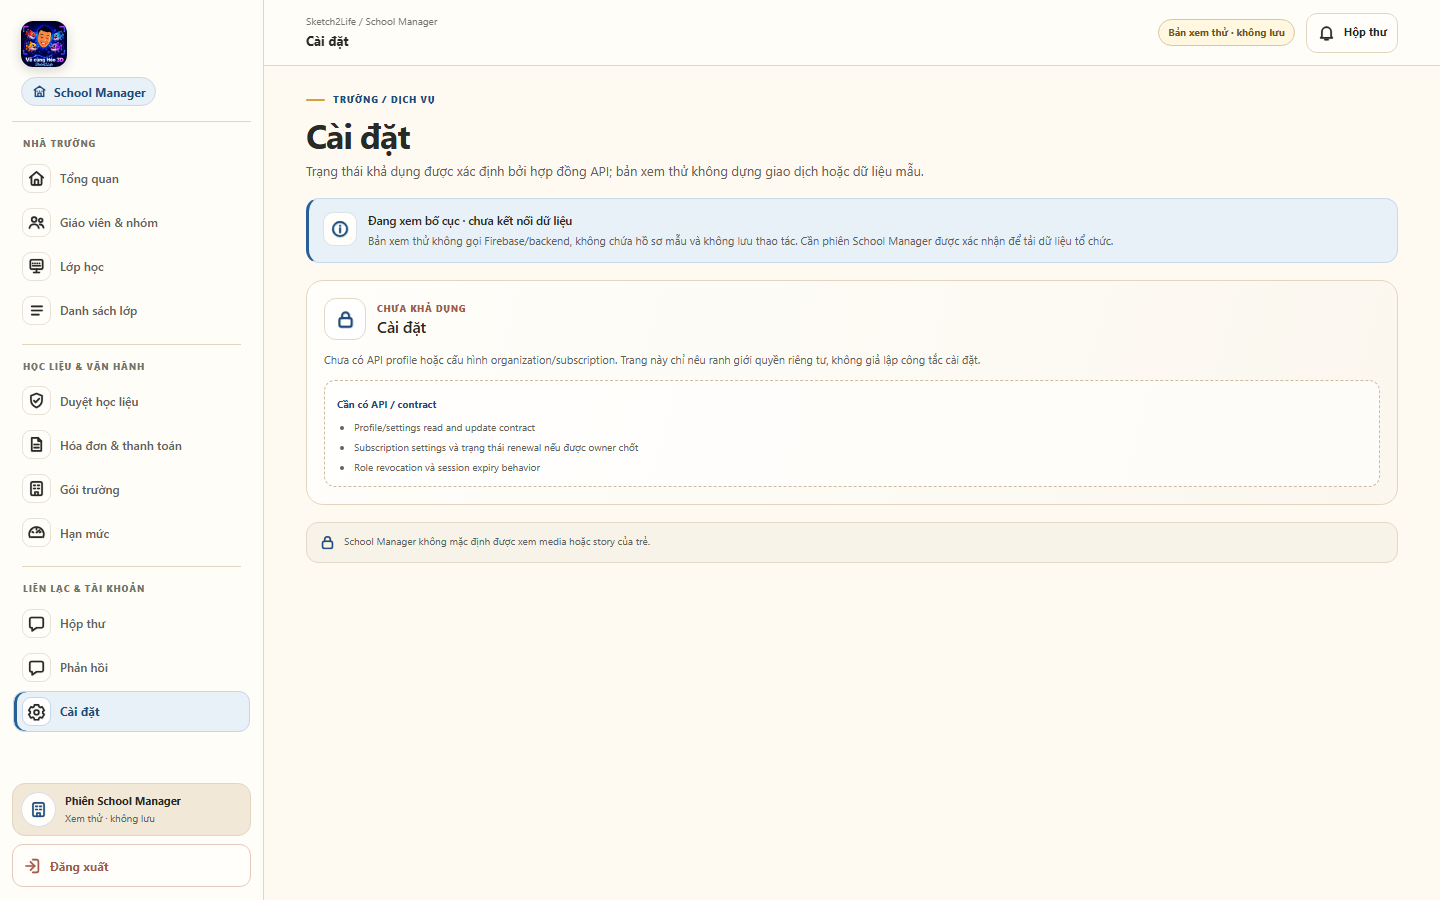 Vẽ cùng Heo 3D
School Manager
NHÀ TRƯỜNG
Tổng quan
Giáo viên & nhóm
Lớp học
Danh sách lớp
HỌC LIỆU & VẬN HÀNH
Duyệt học liệu
Hóa đơn & thanh toán
Gói trường
Hạn mức
LIÊN LẠC & TÀI KHOẢN
Hộp thư
Phản hồi
Cài đặt
Phiên School Manager
Xem thử · không lưu
Đăng xuất
Sketch2Life / School Manager
Cài đặt
Bản xem thử · không lưu
Hộp thư
TRƯỜNG / DỊCH VỤ
Cài đặt
Trạng thái khả dụng được xác định bởi hợp đồng API; bản xem thử không dựng giao dịch hoặc dữ liệu mẫu.
Đang xem bố cục · chưa kết nối dữ liệu
Bản xem thử không gọi Firebase/backend, không chứa hồ sơ mẫu và không lưu thao tác. Cần phiên School Manager được xác nhận để tải dữ liệu tổ chức.
CHƯA KHẢ DỤNG
Cài đặt
Chưa có API profile hoặc cấu hình organization/subscription. Trang này chỉ nêu ranh giới quyền riêng tư, không giả lập công tắc cài đặt.
Cần có API / contract
Profile/settings read and update contract
Subscription settings và trạng thái renewal nếu được owner chốt
Role revocation và session expiry behavior
School Manager không mặc định được xem media hoặc story của trẻ.